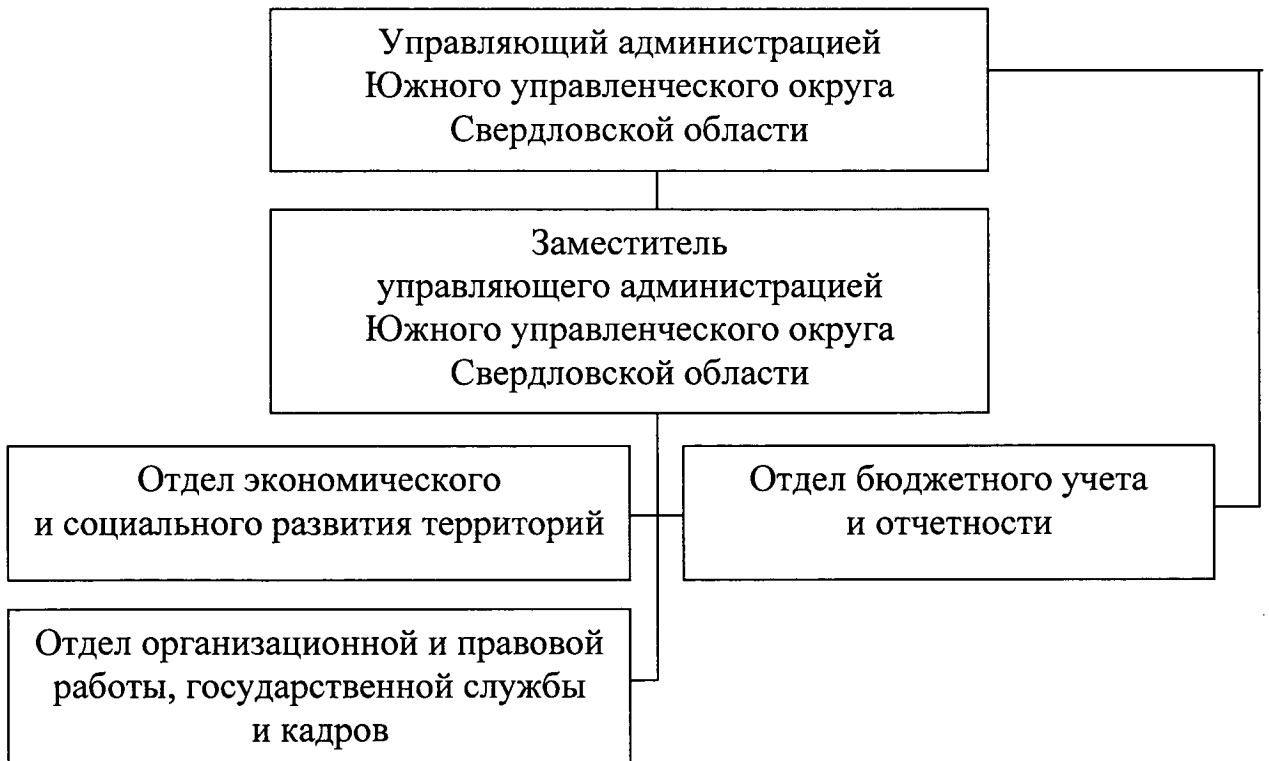 Управляющий администрацией
Южного управленческого округа
Свердловской области
Заместитель
управляющего администрацией
Южного управленческого округа
Свердловской области
Отдел экономического
и социального развития территорий
Отдел бюджетного учета
и отчетности
Отдел организационной и правовой
работы, государственной службы
и кадров